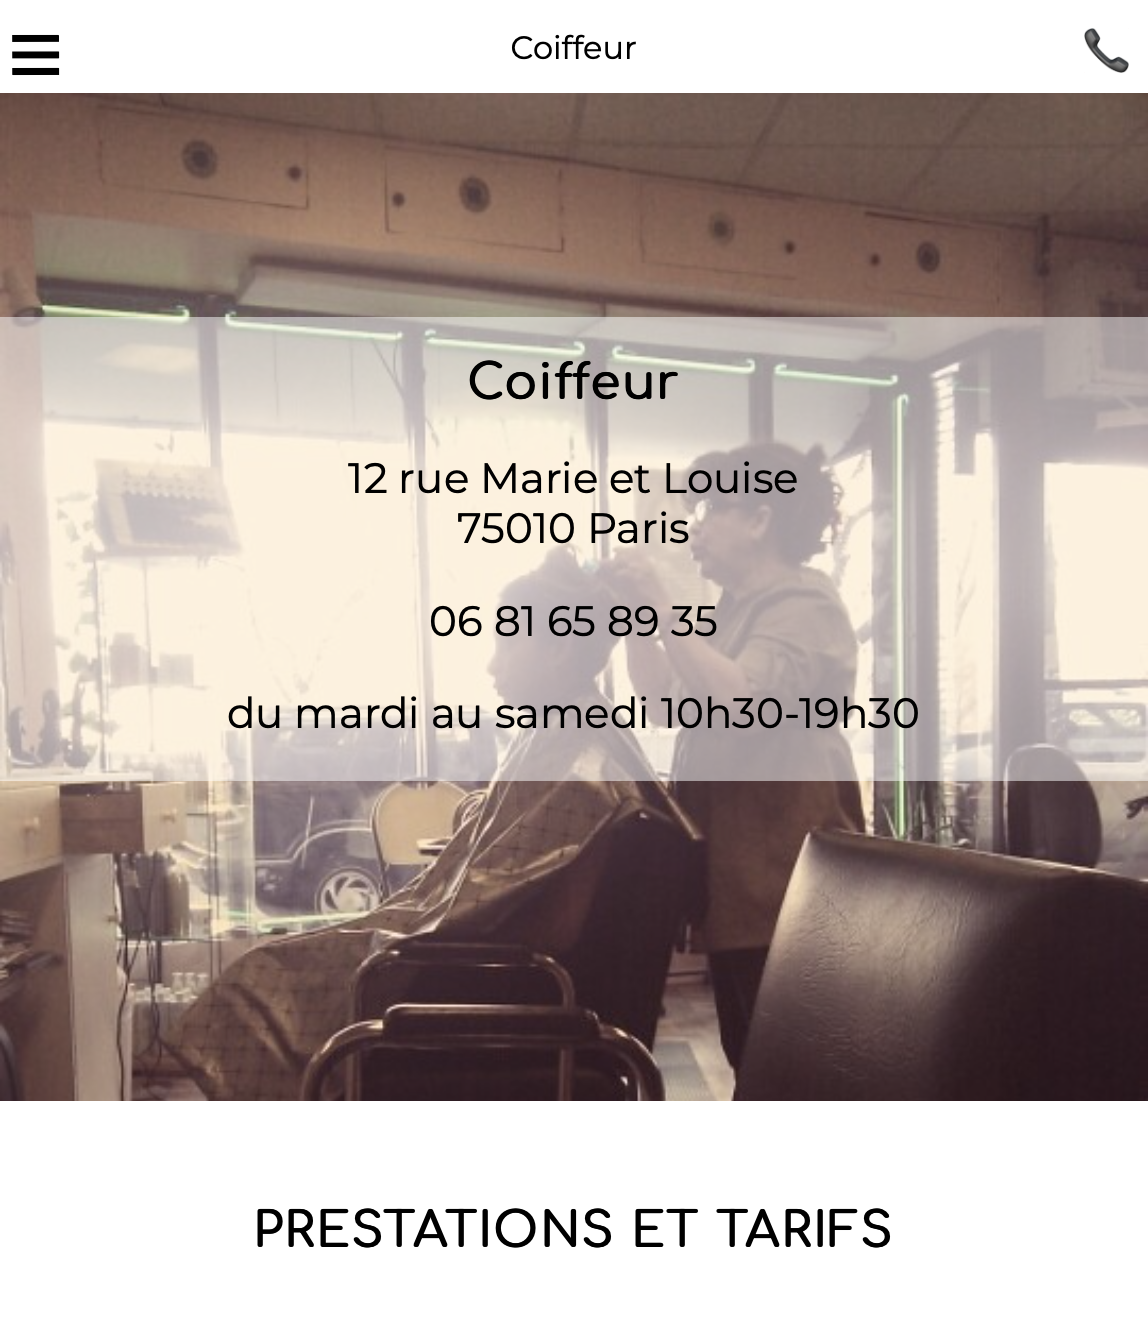 Coiffeur
Coiffeur
12 rue Marie et Louise
75010 Paris
06 81 65 89 35
du mardi au samedi 10h30-19h30
PRESTATIONS ET TARIFS